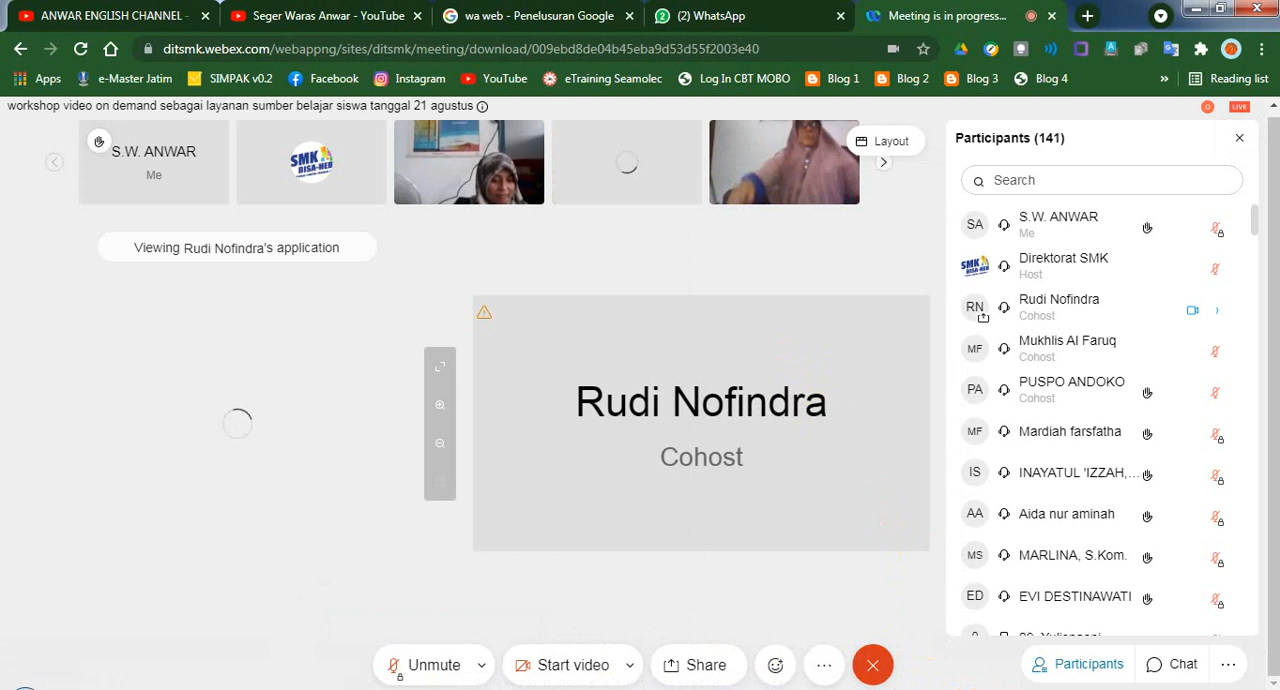 ANWAR ENGLISH CHANNEL -
Seger Waras Anwar - YouTube
wa web - Penelusuran Google
(2) WhatsApp
Meeting is in progress...
ditsmk.webex.com/webappng/sites/ditsmk/meeting/download/009ebd8de04b45eba9d53d55f2003e40
Apps
e-Master Jatim
SIMPAK v0.2
Facebook
Instagram
YouTube
eTraining Seamolec
Log In CBT MOBO
Blog 1
Blog 2
Blog 3
Blog 4
»
Reading list
workshop video on demand sebagai layanan sumber belajar siswa tanggal 21 agustus
LIVE
S.W. ANWAR
Me
SMK
BISA-HEB
Layout
Viewing Rudi Nofindra's application
Rudi Nofindra
Cohost
Participants (141)
Search
SA
S.W. ANWAR
Me
SMK
BISA-HEB
Direktorat SMK
Host
RN
Rudi Nofindra
Cohost
MF
Mukhlis Al Faruq
Cohost
PA
PUSPO ANDOKO
Cohost
MF
Mardiah farsfatha
IS
INAYATUL 'IZZAH,...
AA
Aida nur aminah
MS
MARLINA, S.Kom.
ED
EVI DESTINAWATI
Unmute
Start video
Share
Participants
Chat